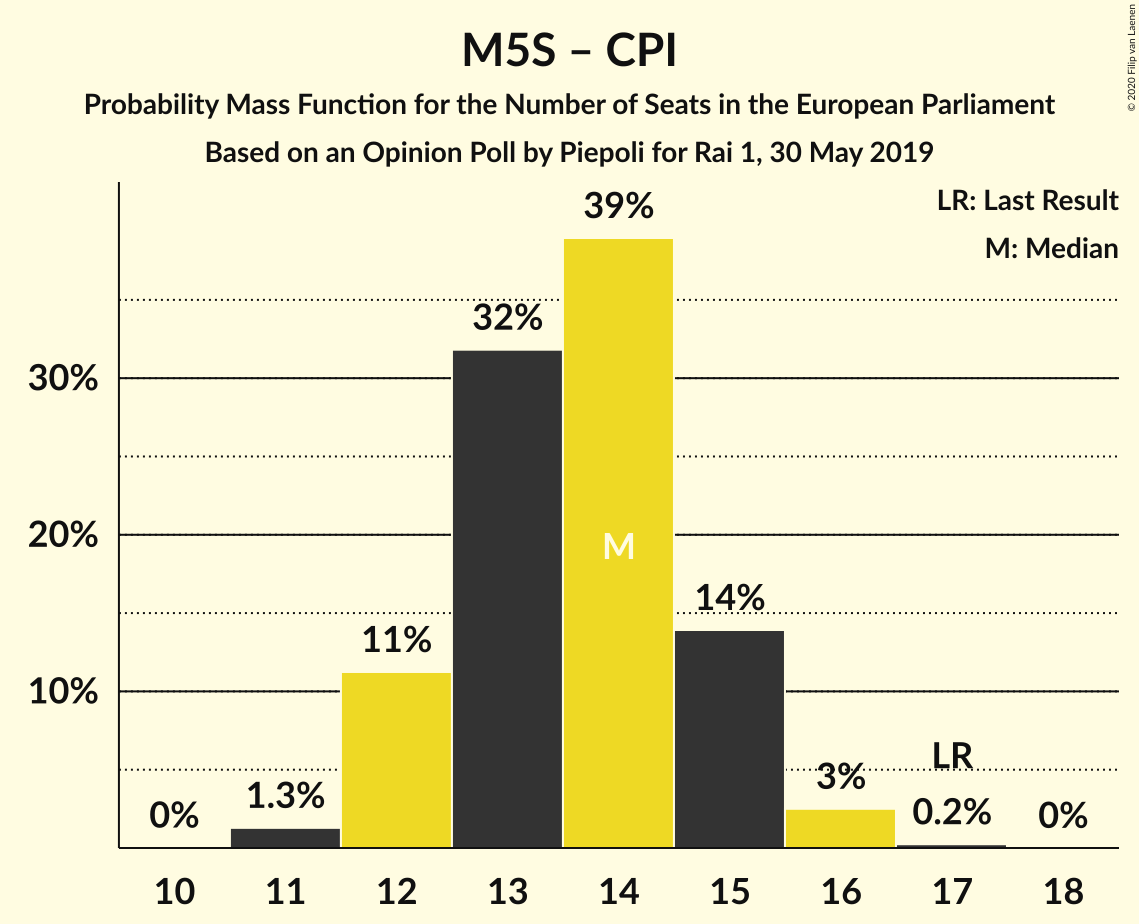 M5S – CPI
Probability Mass Function for the Number of Seats in the European Parliament
Based on an Opinion Poll by Piepoli for Rai 1, 30 May 2019
© 2020 Filip van Laenen
LR: Last Result
M: Median
39%
32%
30%
M
20%
14%
11%
10%
LR
3%
1.3%
0.2%
0%
0%
10 11 12 13 14 15 16 17 18